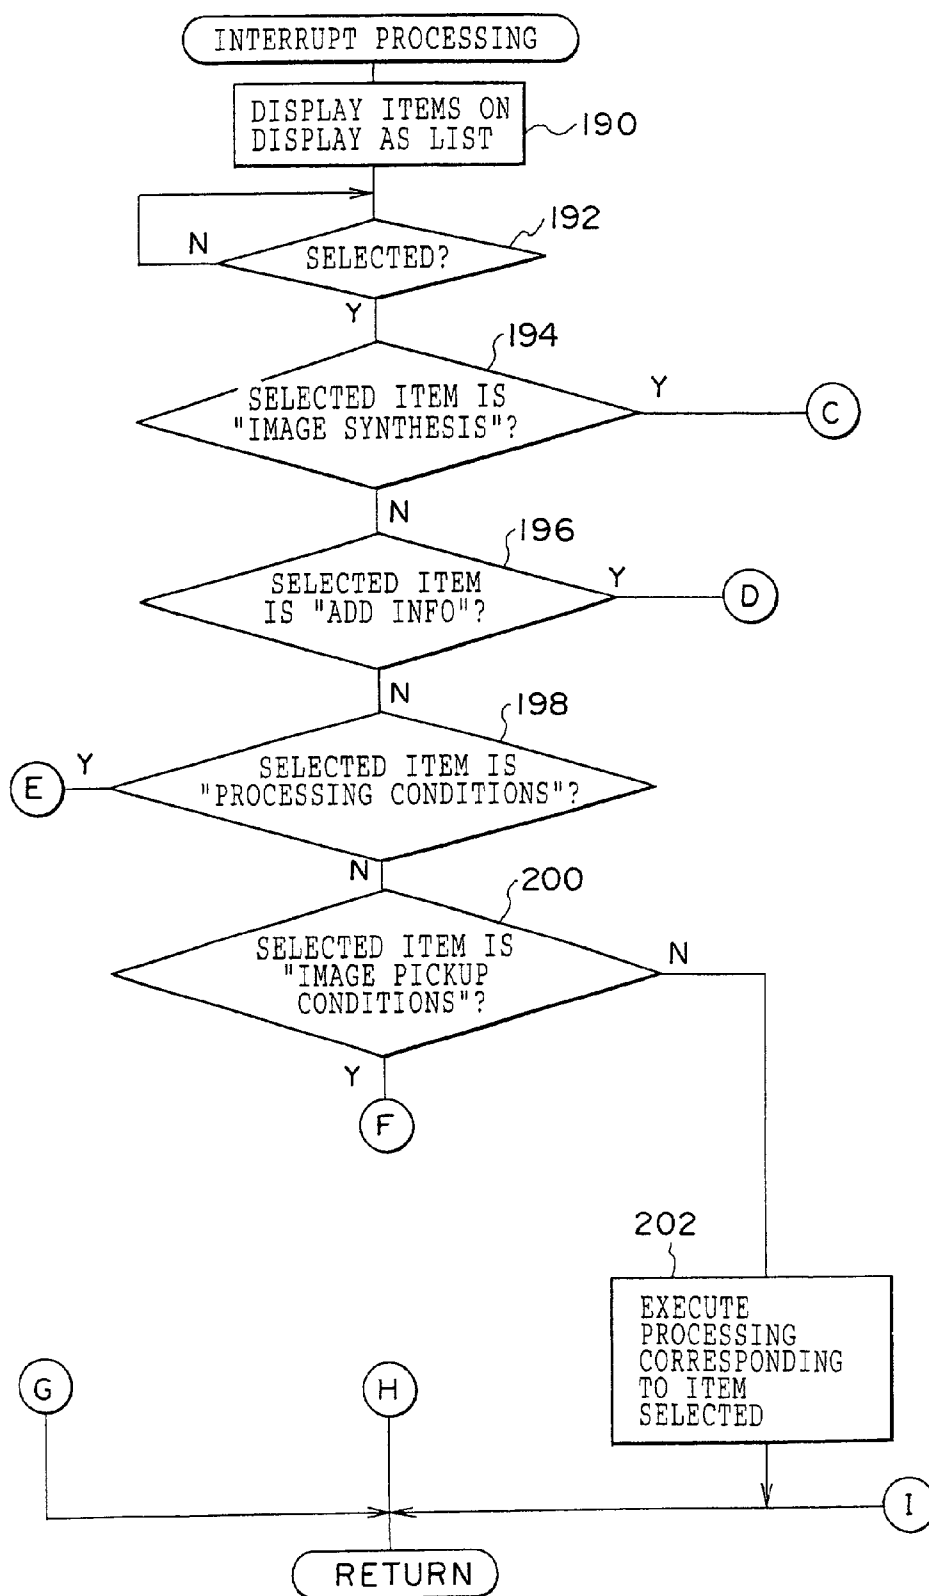 INTERRUPT PROCESSING
DISPLAY ITEMS ON
DISPLAY AS LIST
190
192
N
SELECTED?
Y
194
SELECTED ITEM IS
"IMAGE SYNTHESIS"?
Y
C
N
196
SELECTED ITEM
IS "ADD INFO"?
Y
D
N
198
E
Y
SELECTED ITEM IS
"PROCESSING CONDITIONS"?
N
200
SELECTED ITEM IS
"IMAGE PICKUP
CONDITIONS"?
N
Y
F
202
EXECUTE
PROCESSING
CORRESPONDING
TO ITEM
SELECTED
G
H
I
RETURN